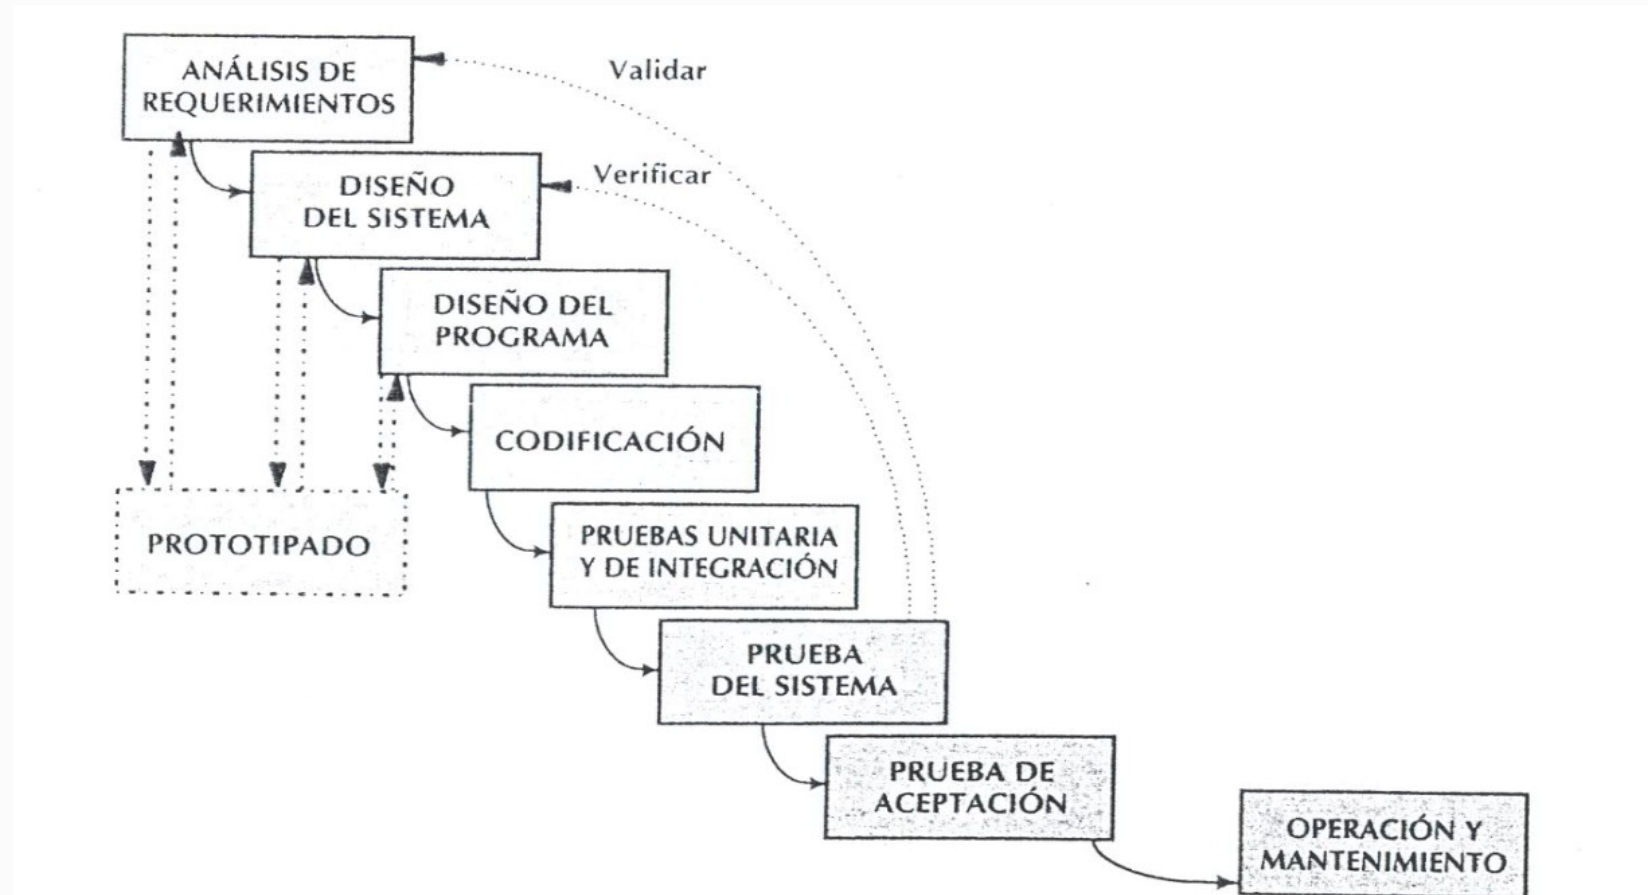 ANÁLISIS DE
REQUERIMIENTOS
Validar
DISEÑO
DEL SISTEMA
Verificar
DISEÑO DEL
PROGRAMA
CODIFICACIÓN
PROTOTIPADO
PRUEBAS UNITARIA
Y DE INTEGRACIÓN
PRUEBA
DEL SISTEMA
PRUEBA DE
ACEPTACIÓN
OPERACIÓN Y
MANTENIMIENTO